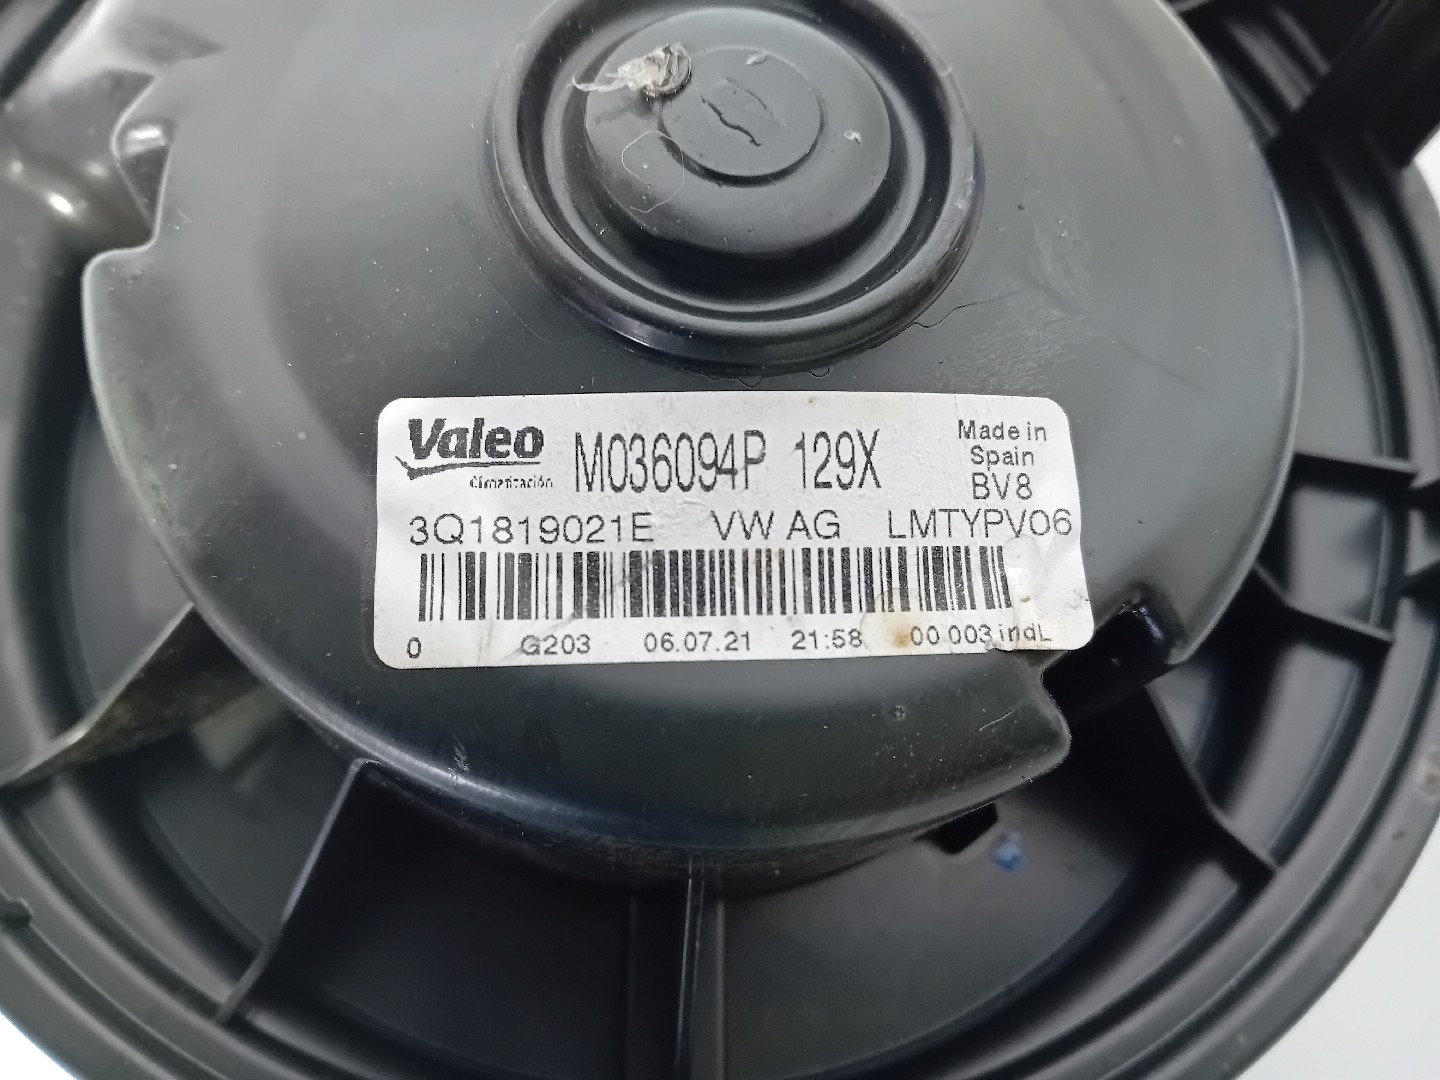 Valeo M036094P 129X Made in
Climatización Spain
BV8
3Q1819021E VW AG LMTYPV06
0 G203 06.07.21 21:58 00 003 indL